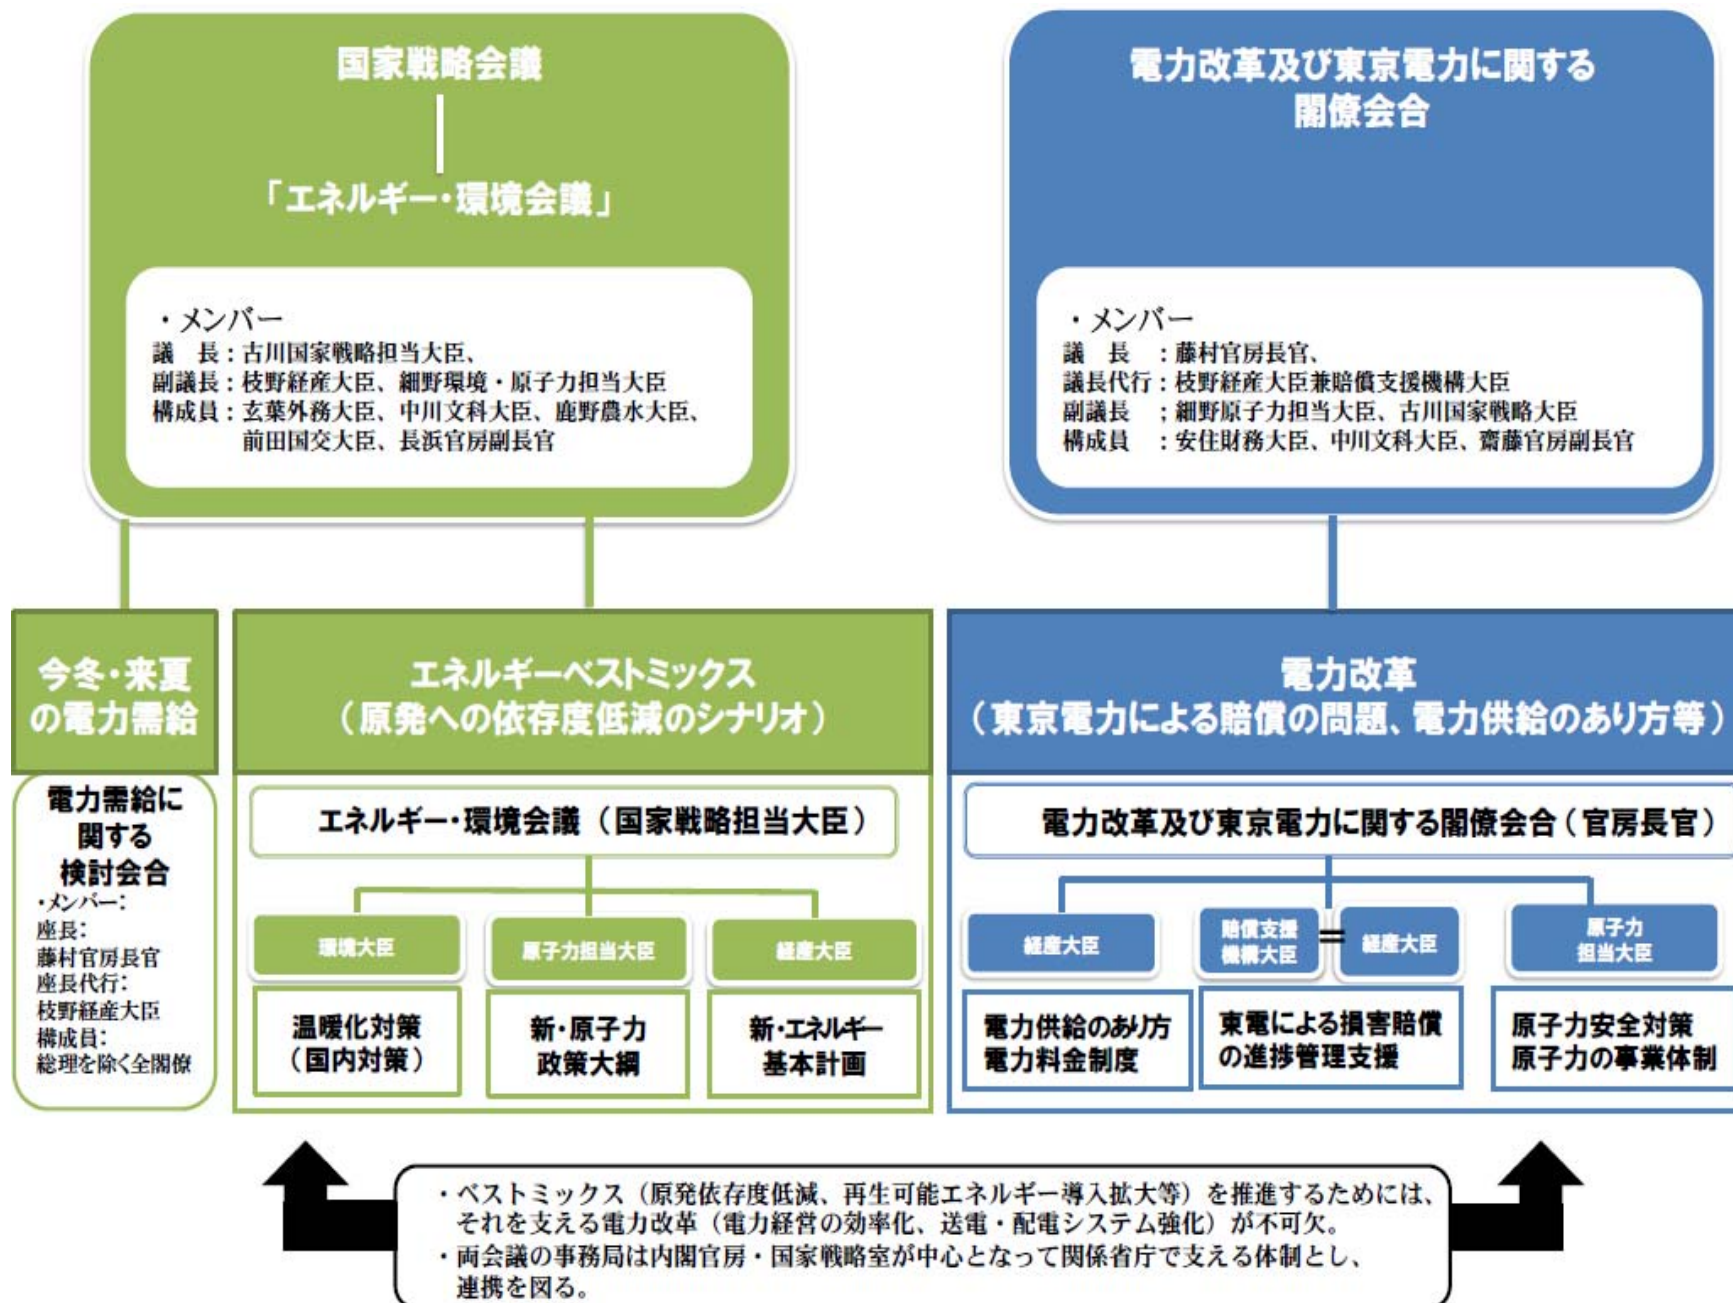 国家戦略会議
「エネルギー・環境会議」
・メンバー
議　長：古川国家戦略担当大臣、
副議長：枝野経産大臣、細野環境・原子力担当大臣
構成員：玄葉外務大臣、中川文科大臣、鹿野農水大臣、
前田国交大臣、長浜官房副長官
電力改革及び東京電力に関する
閣僚会合
・メンバー
議　長　：藤村官房長官、
議長代行：枝野経産大臣兼賠償支援機構大臣
副議長　；細野原子力担当大臣、古川国家戦略大臣
構成員　：安住財務大臣、中川文科大臣、齋藤官房副長官
今冬・来夏
の電力需給
電力需給に
関する
検討会合
・メンバー：
座長：
藤村官房長官
座長代行：
枝野経産大臣
構成員：
総理を除く全閣僚
エネルギーベストミックス
（原発への依存度低減のシナリオ）
エネルギー・環境会議（国家戦略担当大臣）
環境大臣
温暖化対策
（国内対策）
原子力担当大臣
新・原子力
政策大綱
経産大臣
新・エネルギー
基本計画
電力改革
（東京電力による賠償の問題、電力供給のあり方等）
電力改革及び東京電力に関する閣僚会合（官房長官）
経産大臣
電力供給のあり方
電力料金制度
賠償支援
機構大臣
＝
経産大臣
東電による損害賠償
の進捗管理支援
原子力
担当大臣
原子力安全対策
原子力の事業体制
・ベストミックス（原発依存度低減、再生可能エネルギー導入拡大等）を推進するためには、
それを支える電力改革（電力経営の効率化、送電・配電システム強化）が不可欠。
・両会議の事務局は内閣官房・国家戦略室が中心となって関係省庁で支える体制とし、
連携を図る。